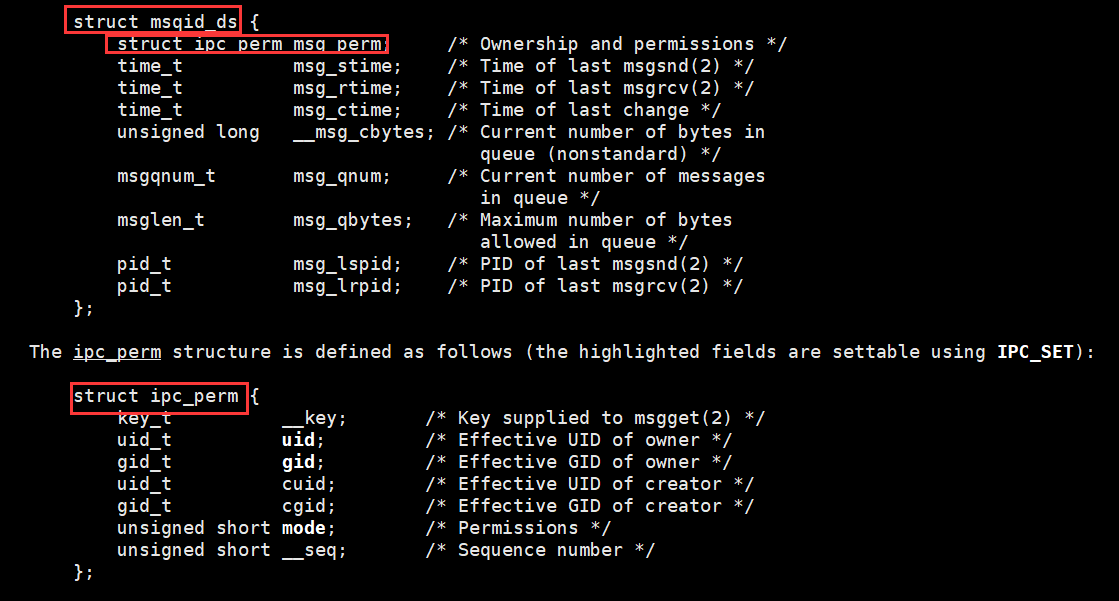 struct msqid_ds {
struct ipc_perm msg_perm; /* Ownership and permissions */
time_t msg_stime; /* Time of last msgsnd(2) */
time_t msg_rtime; /* Time of last msgrcv(2) */
time_t msg_ctime; /* Time of last change */
unsigned long __msg_cbytes; /* Current number of bytes in
queue (nonstandard) */
msgqnum_t msg_qnum; /* Current number of messages
in queue */
msglen_t msg_qbytes; /* Maximum number of bytes
allowed in queue */
pid_t msg_lspid; /* PID of last msgsnd(2) */
pid_t msg_lrpid; /* PID of last msgrcv(2) */
};
The ipc_perm structure is defined as follows (the highlighted fields are settable using IPC_SET):
struct ipc_perm {
key_t __key; /* Key supplied to msgget(2) */
uid_t uid; /* Effective UID of owner */
gid_t gid; /* Effective GID of owner */
uid_t cuid; /* Effective UID of creator */
gid_t cgid; /* Effective GID of creator */
unsigned short mode; /* Permissions */
unsigned short __seq; /* Sequence number */
};